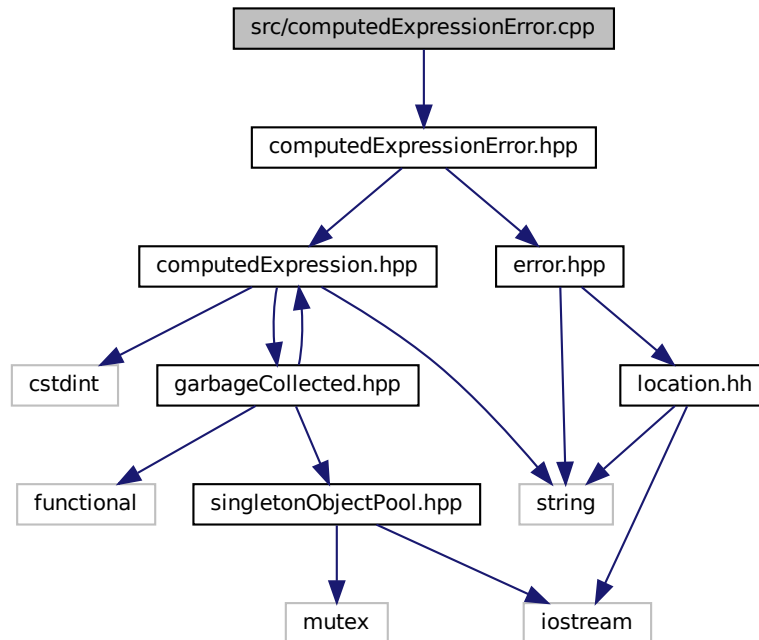 src/computedExpressionError.cpp
computedExpressionError.hpp
computedExpression.hpp
error.hpp
cstdint
garbageCollected.hpp
location.hh
functional
singletonObjectPool.hpp
string
mutex
iostream